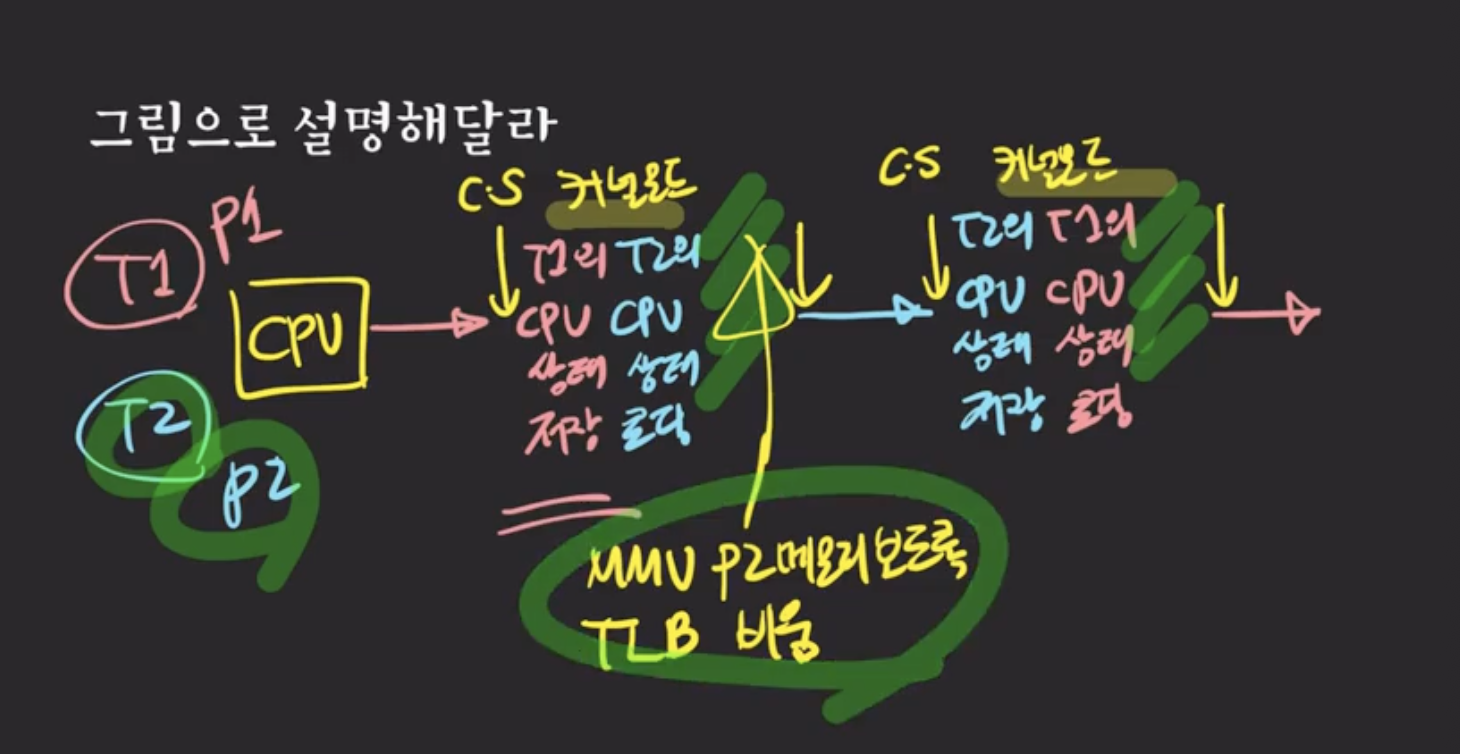 그림으로 설명해달라
T1 P1
CPU
T2
P2
C·S 커널모드
T1의 T2의
CPU CPU
상태 상태
저장 로딩
MMU P2메모리보도록
TLB 비움
C·S 커널모드
T2의 T1의
CPU CPU
상태 상태
저장 로딩